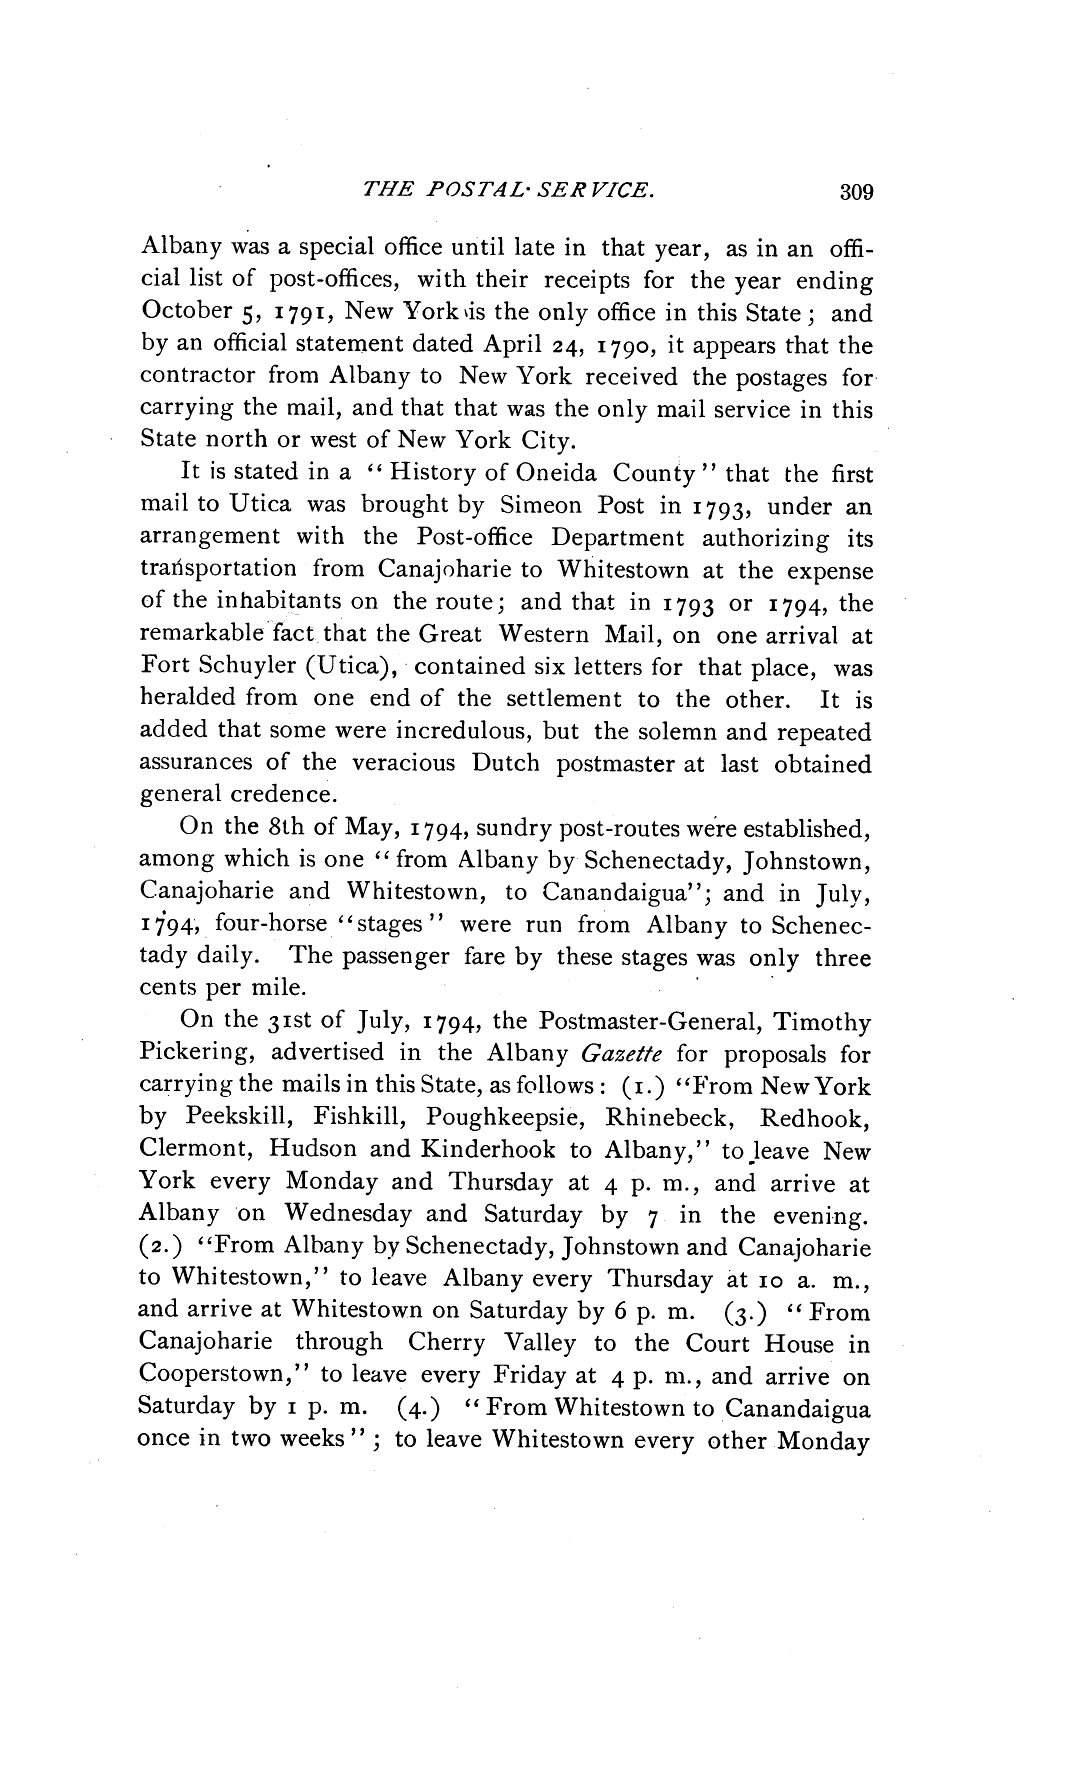 THE POSTAL SERVICE. 309
Albany was a special office until late in that year, as in an offi-
cial list of post-offices, with their receipts for the year ending
October 5, 1791, New York is the only office in this State; and
by an official statement dated April 24, 1790, it appears that the
contractor from Albany to New York received the postages for
carrying the mail, and that that was the only mail service in this
State north or west of New York City.
It is stated in a “History of Oneida County” that the first
mail to Utica was brought by Simeon Post in 1793, under an
arrangement with the Post-office Department authorizing its
transportation from Canajoharie to Whitestown at the expense
of the inhabitants on the route; and that in 1793 or 1794, the
remarkable fact that the Great Western Mail, on one arrival at
Fort Schuyler (Utica), contained six letters for that place, was
heralded from one end of the settlement to the other. It is
added that some were incredulous, but the solemn and repeated
assurances of the veracious Dutch postmaster at last obtained
general credence.
On the 8th of May, 1794, sundry post-routes were established,
among which is one “from Albany by Schenectady, Johnstown,
Canajoharie and Whitestown, to Canandaigua”; and in July,
1794, four-horse “stages” were run from Albany to Schenec-
tady daily. The passenger fare by these stages was only three
cents per mile.
On the 31st of July, 1794, the Postmaster-General, Timothy
Pickering, advertised in the Albany Gazette for proposals for
carrying the mails in this State, as follows: (1.) “From New York
by Peekskill, Fishkill, Poughkeepsie, Rhinebeck, Redhook,
Clermont, Hudson and Kinderhook to Albany,” to leave New
York every Monday and Thursday at 4 p. m., and arrive at
Albany on Wednesday and Saturday by 7 in the evening.
(2.) “From Albany by Schenectady, Johnstown and Canajoharie
to Whitestown,” to leave Albany every Thursday at 10 a. m.,
and arrive at Whitestown on Saturday by 6 p. m. (3.) “From
Canajoharie through Cherry Valley to the Court House in
Cooperstown,” to leave every Friday at 4 p. m., and arrive on
Saturday by 1 p. m. (4.) “From Whitestown to Canandaigua
once in two weeks”; to leave Whitestown every other Monday